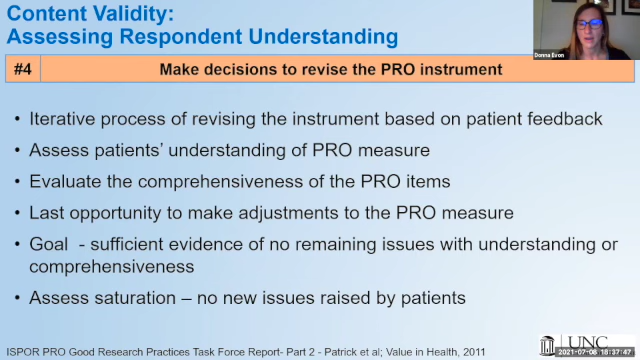 Content Validity:
Assessing Respondent Understanding
Donna Evon
#4 Make decisions to revise the PRO instrument
• Iterative process of revising the instrument based on patient feedback
• Assess patients' understanding of PRO measure
• Evaluate the comprehensiveness of the PRO items
• Last opportunity to make adjustments to the PRO measure
• Goal - sufficient evidence of no remaining issues with understanding or
comprehensiveness
• Assess saturation – no new issues raised by patients
ISPOR PRO Good Research Practices Task Force Report- Part 2 - Patrick et al; Value in Health, 2011
UNC
2021-07-08 18:37:47